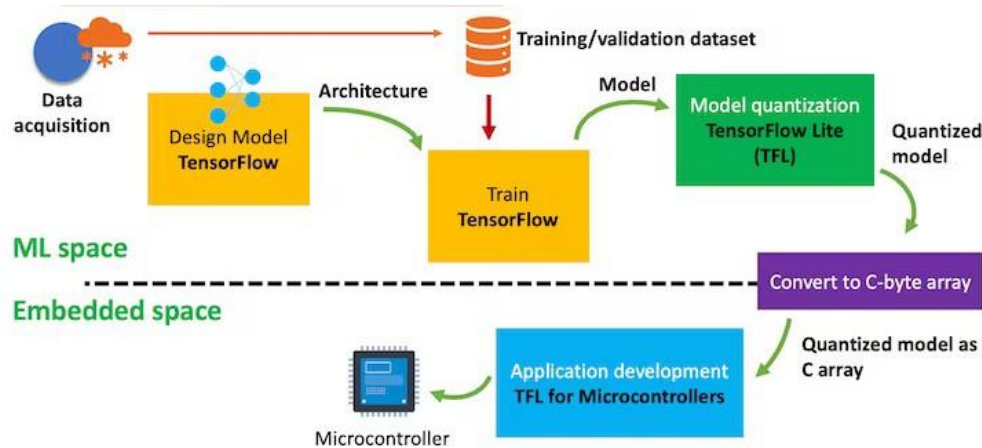 Training/validation dataset
Data
acquisition
Architecture
Model
Design Model
TensorFlow
Train
TensorFlow
Model quantization
TensorFlow Lite
(TFL)
Quantized
model
ML space
Embedded space
Convert to C-byte array
Quantized model as
C array
Application development
TFL for Microcontrollers
Microcontroller